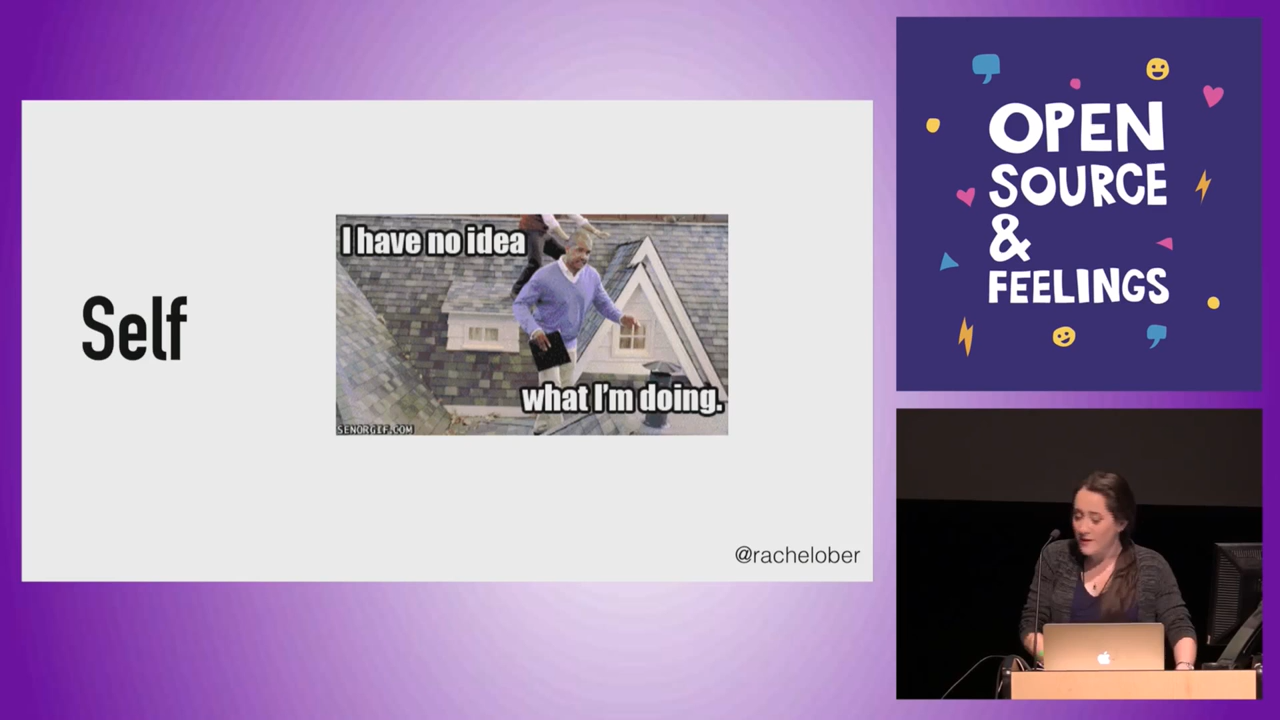 Self
I have no idea
what I'm doing.
SENORGIF.COM
@rachelober
OPEN
SOURCE
&
FEELINGS